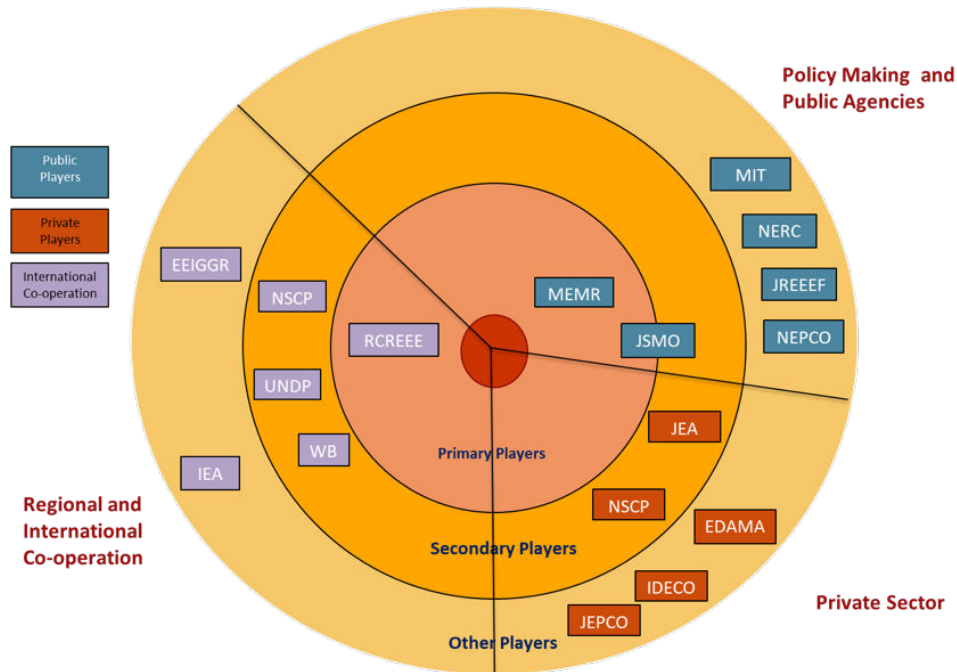 Policy Making and
Public Agencies
Public
Players
Private
Players
International
Co-operation
MIT
NERC
JREEEF
NEPCO
MEMR
JSMO
EEIGGR
NSCP
RCREEE
UNDP
WB
IEA
JEA
NSCP
EDAMA
IDECO
JEPCO
Primary Players
Secondary Players
Other Players
Regional and
International
Co-operation
Private Sector